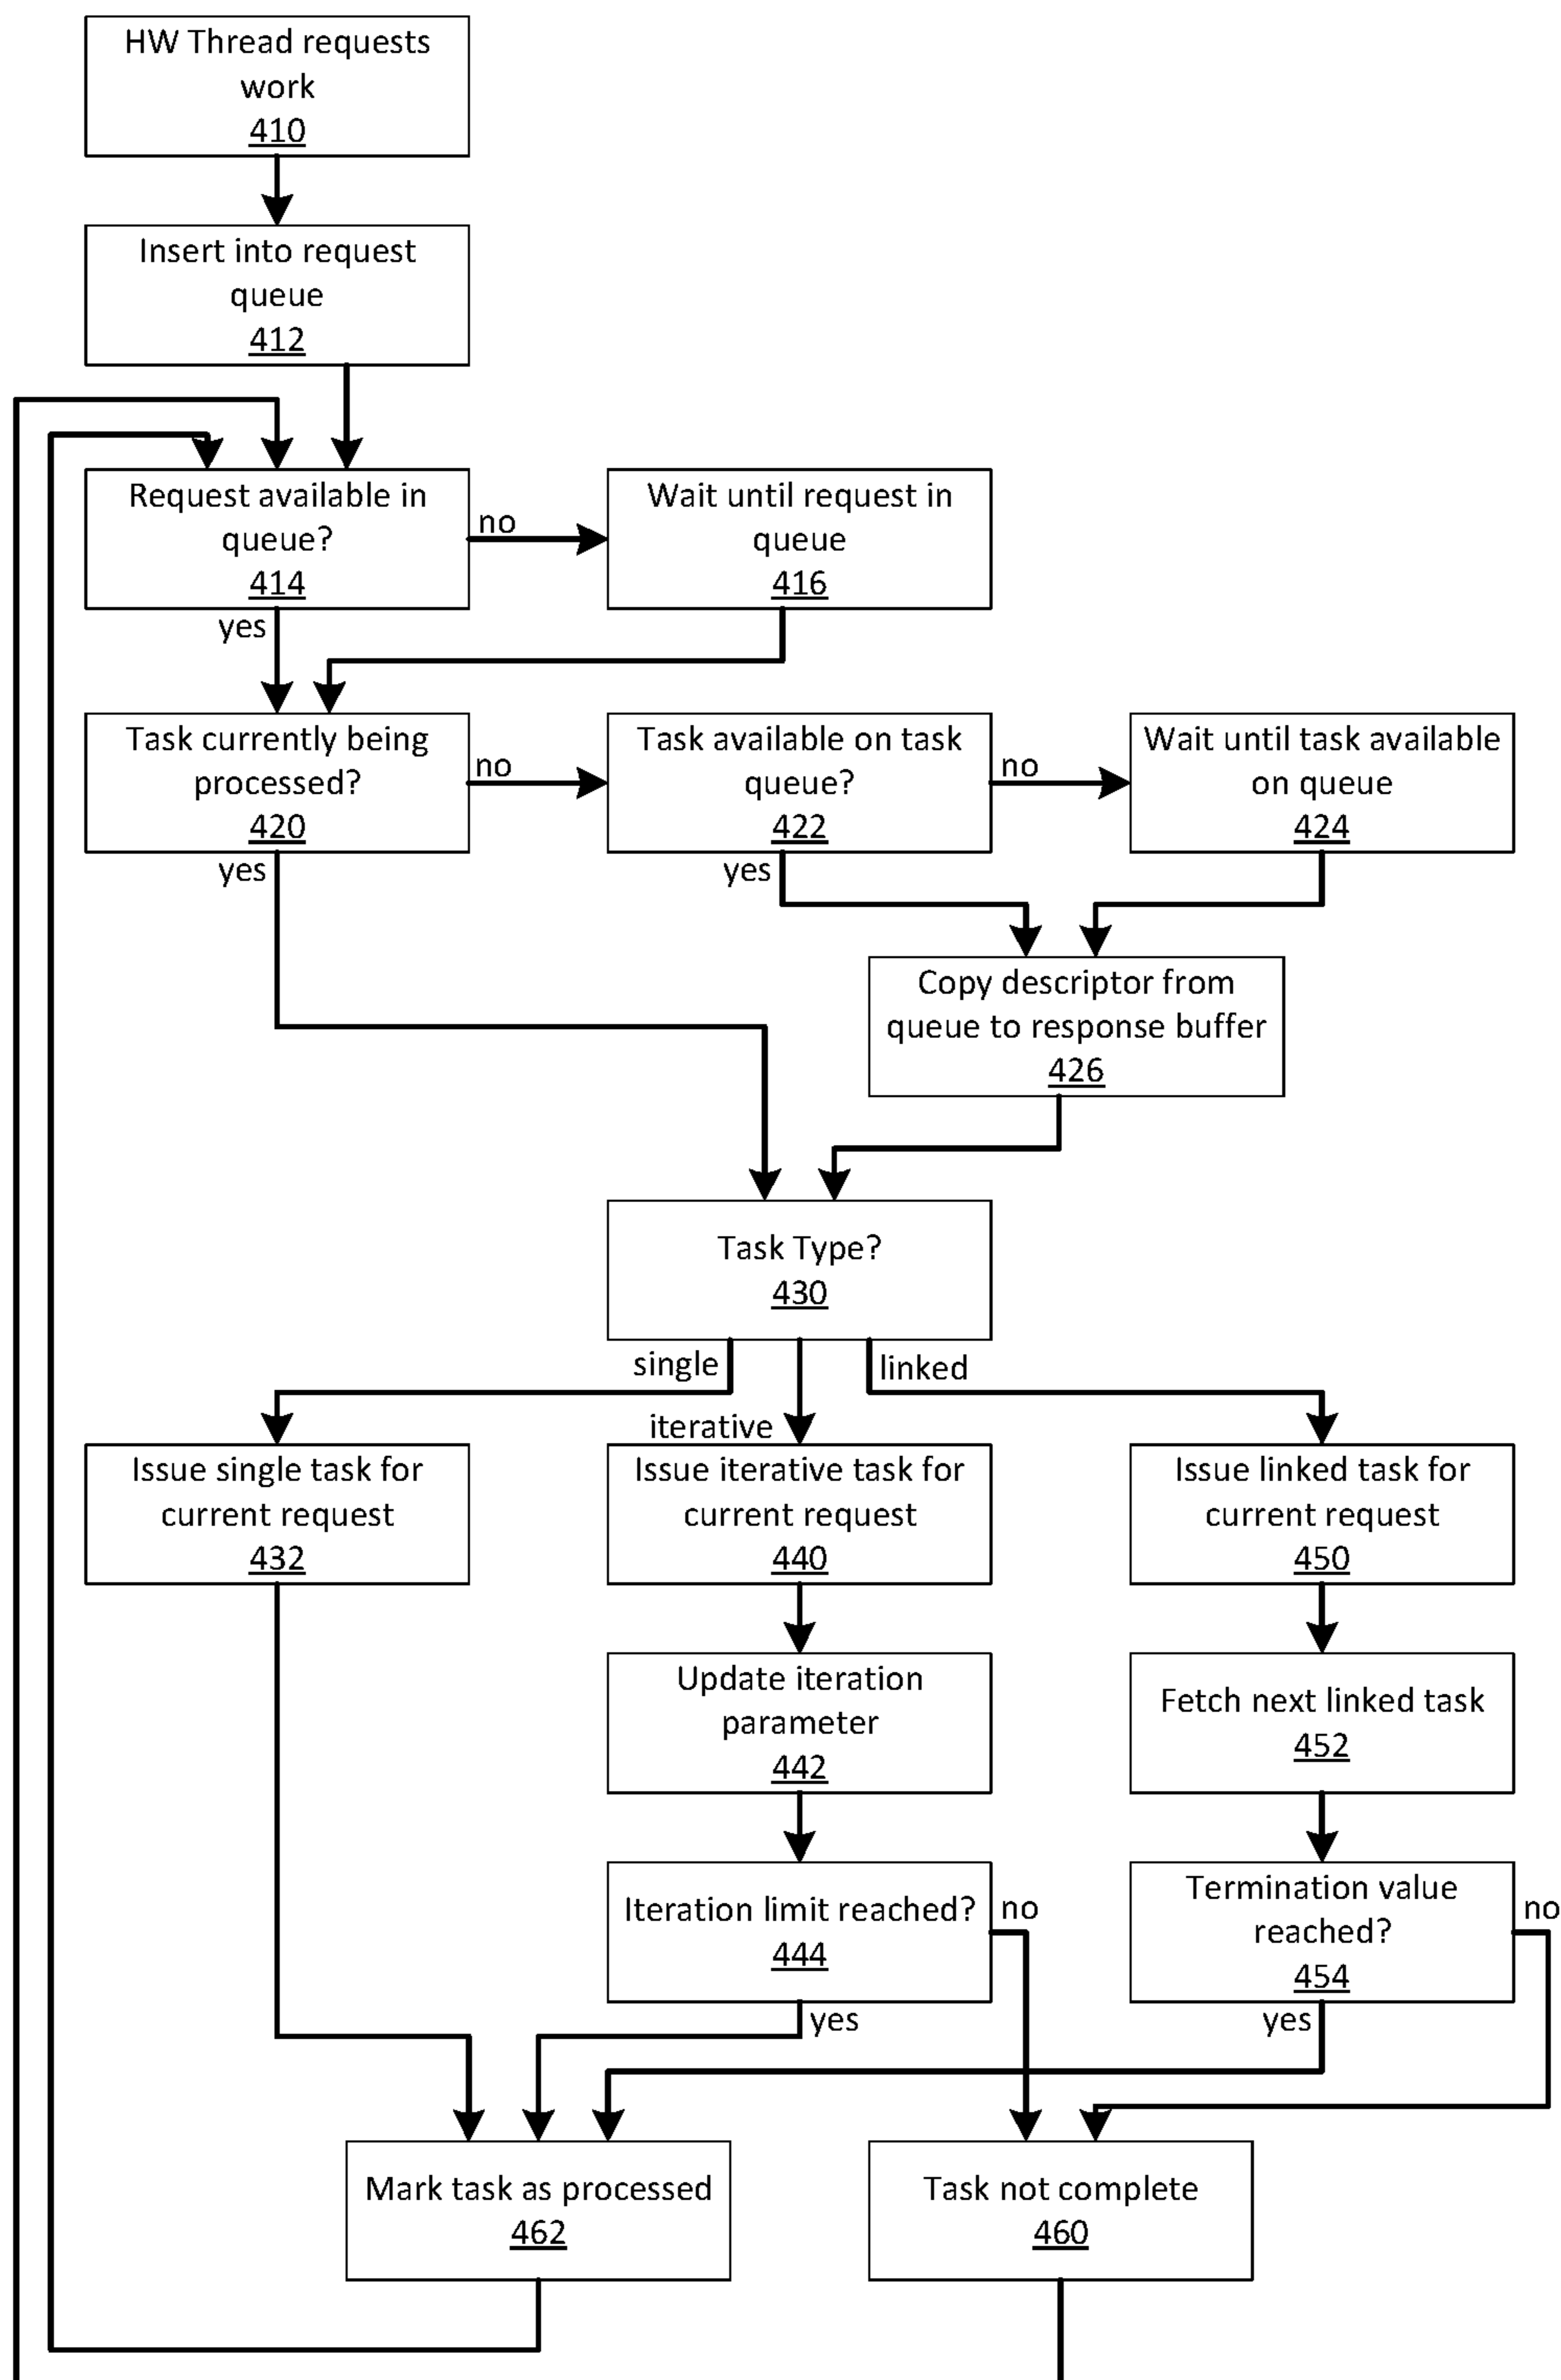 HW Thread requests
work
410
Insert into request
queue
412
Request available in
queue?
414
no
Wait until request in
queue
416
yes
Task currently being
processed?
420
no
Task available on task
queue?
422
no
Wait until task available
on queue
424
yes
yes
Copy descriptor from
queue to response buffer
426
Task Type?
430
single
linked
iterative
Issue single task for
current request
432
Issue iterative task for
current request
440
Issue linked task for
current request
450
Update iteration
parameter
442
Fetch next linked task
452
Iteration limit reached?
444
no
Termination value
reached?
454
no
yes
yes
Mark task as processed
462
Task not complete
460